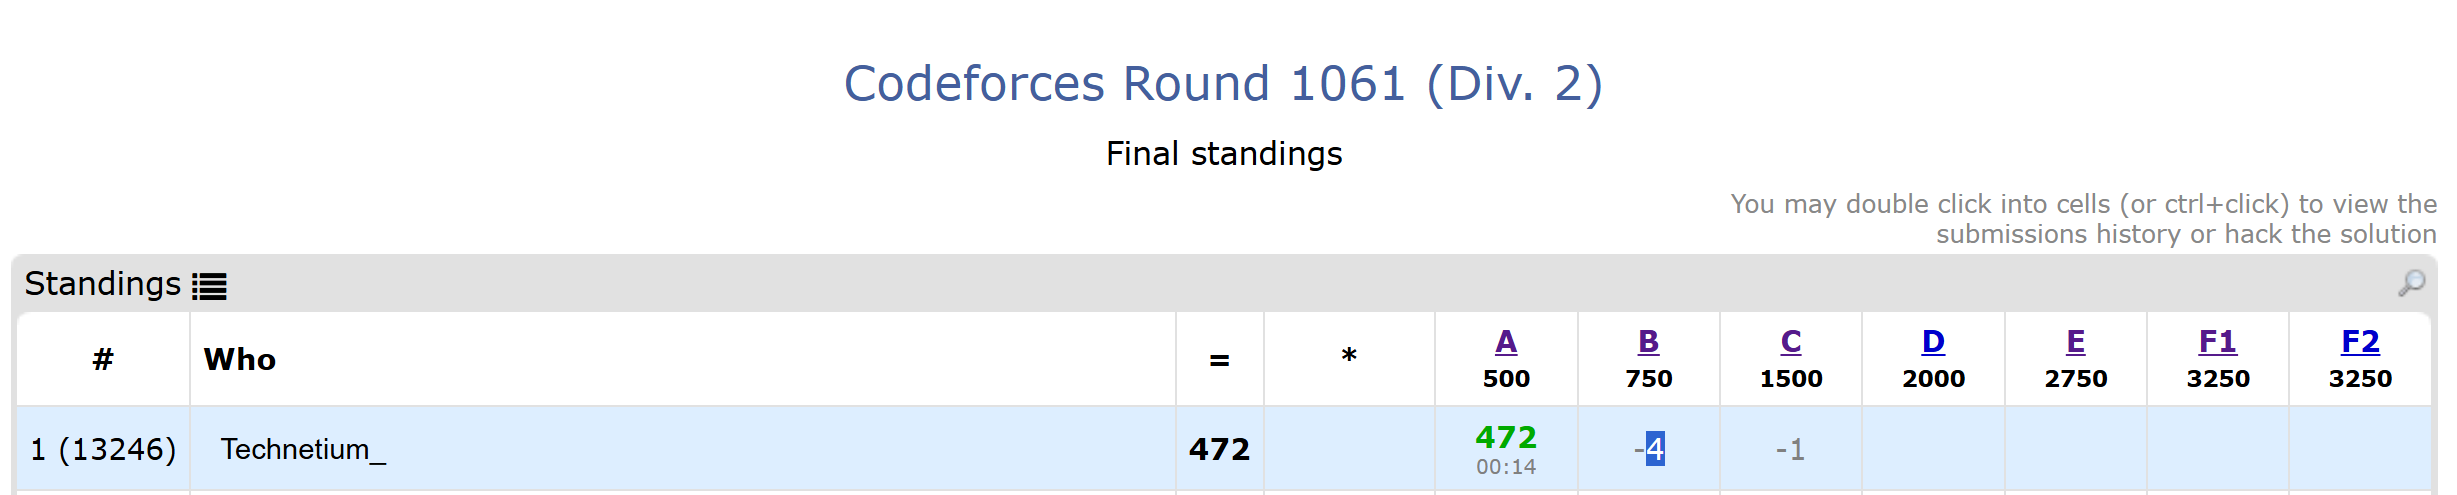 Codeforces Round 1061 (Div. 2)
Final standings
You may double click into cells (or ctrl+click) to view the
submissions history or hack the solution
Standings
# Who = * A B C D E F1 F2
500 750 1500 2000 2750 3250 3250
1 (13246) Technetium_ 472 472 -4 -1
00:14